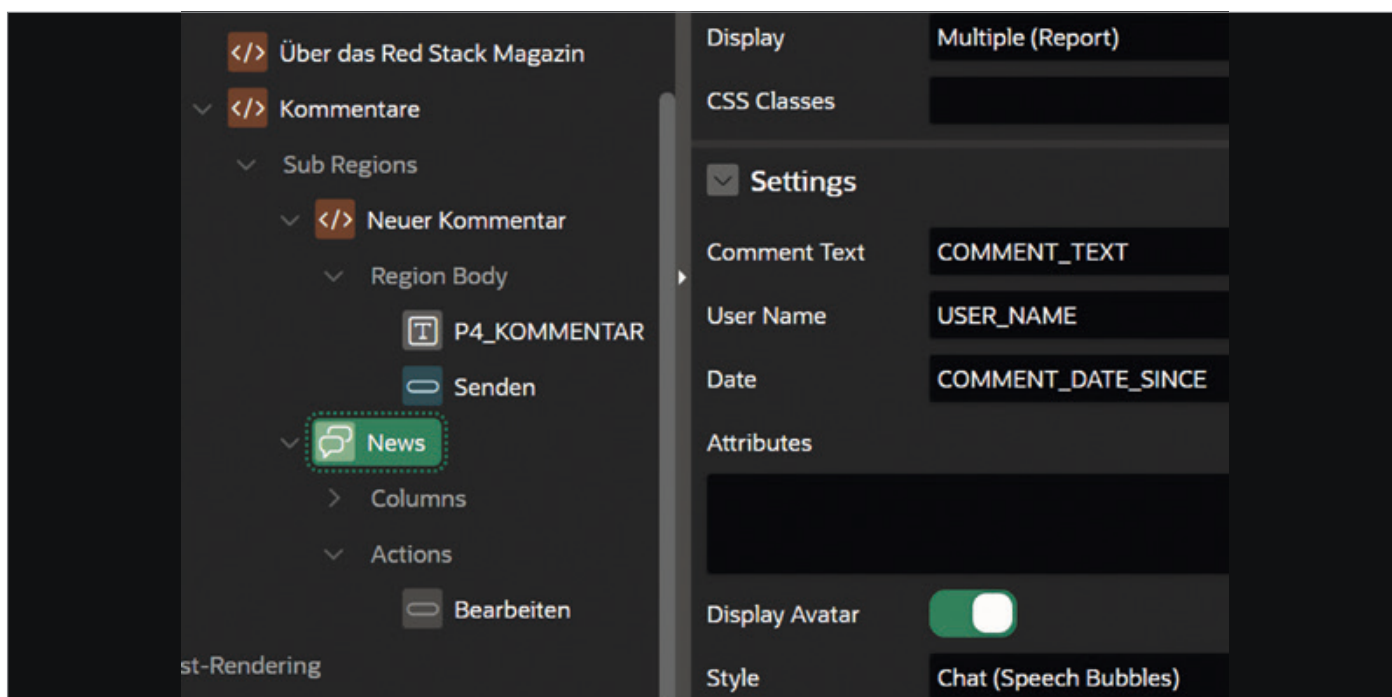 Über das Red Stack Magazin
Kommentare
Sub Regions
Neuer Kommentar
Region Body
P4_KOMMENTAR
Senden
News
Columns
Actions
Bearbeiten
st-Rendering
Display Multiple (Report)
CSS Classes
Settings
Comment Text COMMENT_TEXT
User Name USER_NAME
Date COMMENT_DATE_SINCE
Attributes
Display Avatar
Style Chat (Speech Bubbles)